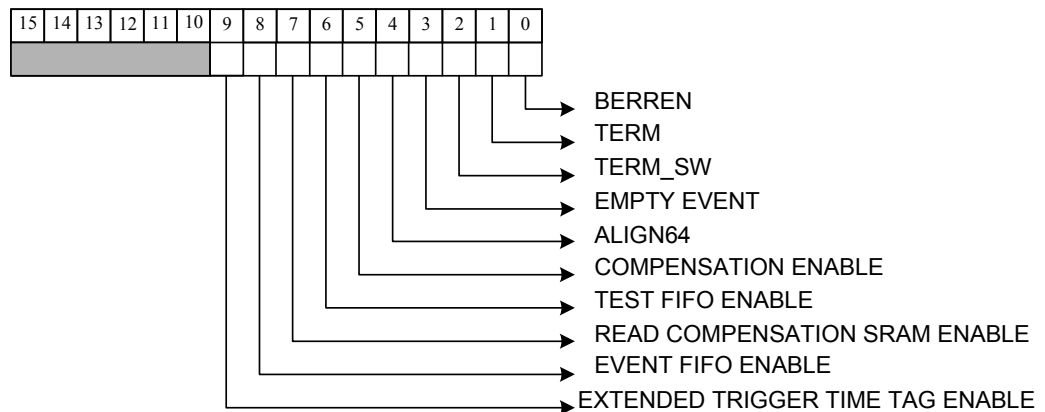 15 14 13 12 11 10 9 8 7 6 5 4 3 2 1 0
BERREN
TERM
TERM_SW
EMPTY EVENT
ALIGN64
COMPENSATION ENABLE
TEST FIFO ENABLE
READ COMPENSATION SRAM ENABLE
EVENT FIFO ENABLE
EXTENDED TRIGGER TIME TAG ENABLE